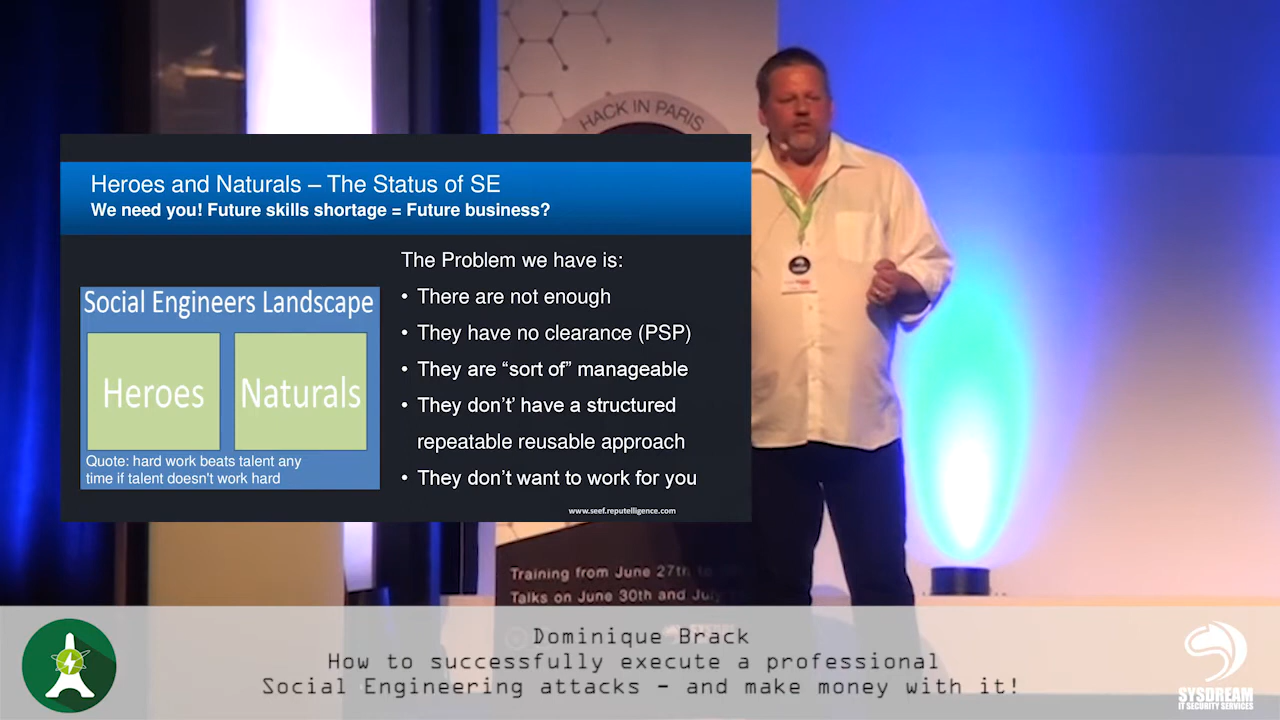 HACK IN PARIS
Heroes and Naturals – The Status of SE
We need you! Future skills shortage = Future business?
Social Engineers Landscape
Heroes
Naturals
Quote: hard work beats talent any
time if talent doesn't work hard
The Problem we have is:
• There are not enough
• They have no clearance (PSP)
• They are “sort of” manageable
• They don’t’ have a structured
repeatable reusable approach
• They don’t want to work for you
www.seef.reputelligence.com
Training from June 27th to
Talks on June 30th and July
Dominique Brack
How to successfully execute a professional
Social Engineering attacks - and make money with it!
SYSDREAM
IT SECURITY SERVICES